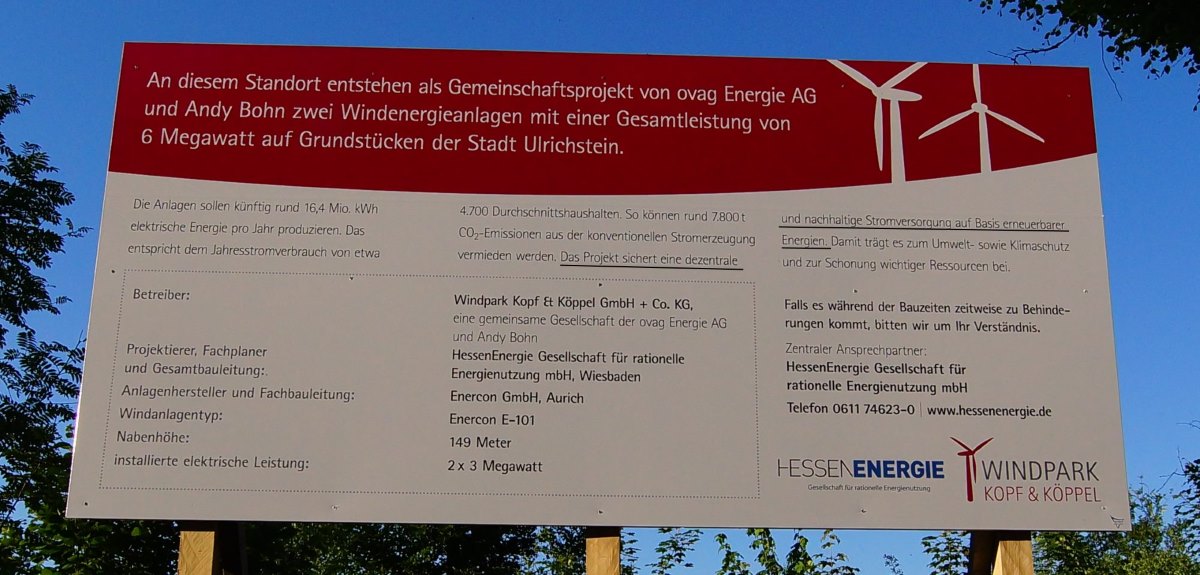 An diesem Standort entstehen als Gemeinschaftsprojekt von ovag Energie AG
und Andy Bohn zwei Windenergieanlagen mit einer Gesamtleistung von
6 Megawatt auf Grundstücken der Stadt Ulrichstein.
Die Anlagen sollen künftig rund 16,4 Mio. kWh
elektrische Energie pro Jahr produzieren. Das
entspricht dem Jahresstromverbrauch von etwa
4.700 Durchschnittshaushalten. So können rund 7.800 t
CO₂-Emissionen aus der konventionellen Stromerzeugung
vermieden werden. Das Projekt sichert eine dezentrale
und nachhaltige Stromversorgung auf Basis erneuerbarer
Energien. Damit trägt es zum Umwelt- sowie Klimaschutz
und zur Schonung wichtiger Ressourcen bei.
Betreiber:
Windpark Kopf & Köppel GmbH + Co. KG,
eine gemeinsame Gesellschaft der ovag Energie AG
und Andy Bohn
Projektierer, Fachplaner
und Gesamtbauleitung:
HessenEnergie Gesellschaft für rationelle
Energienutzung mbH, Wiesbaden
Anlagenhersteller und Fachbauleitung:
Enercon GmbH, Aurich
Windanlagentyp:
Enercon E-101
Nabenhöhe:
149 Meter
installierte elektrische Leistung:
2 x 3 Megawatt
Falls es während der Bauzeiten zeitweise zu Behinde-
rungen kommt, bitten wir um Ihr Verständnis.
Zentraler Ansprechpartner:
HessenEnergie Gesellschaft für
rationelle Energienutzung mbH
Telefon 0611 74623-0 | www.hessenenergie.de
HESSENENERGIE
Gesellschaft für rationelle Energienutzung
WINDPARK
KOPF & KÖPPEL